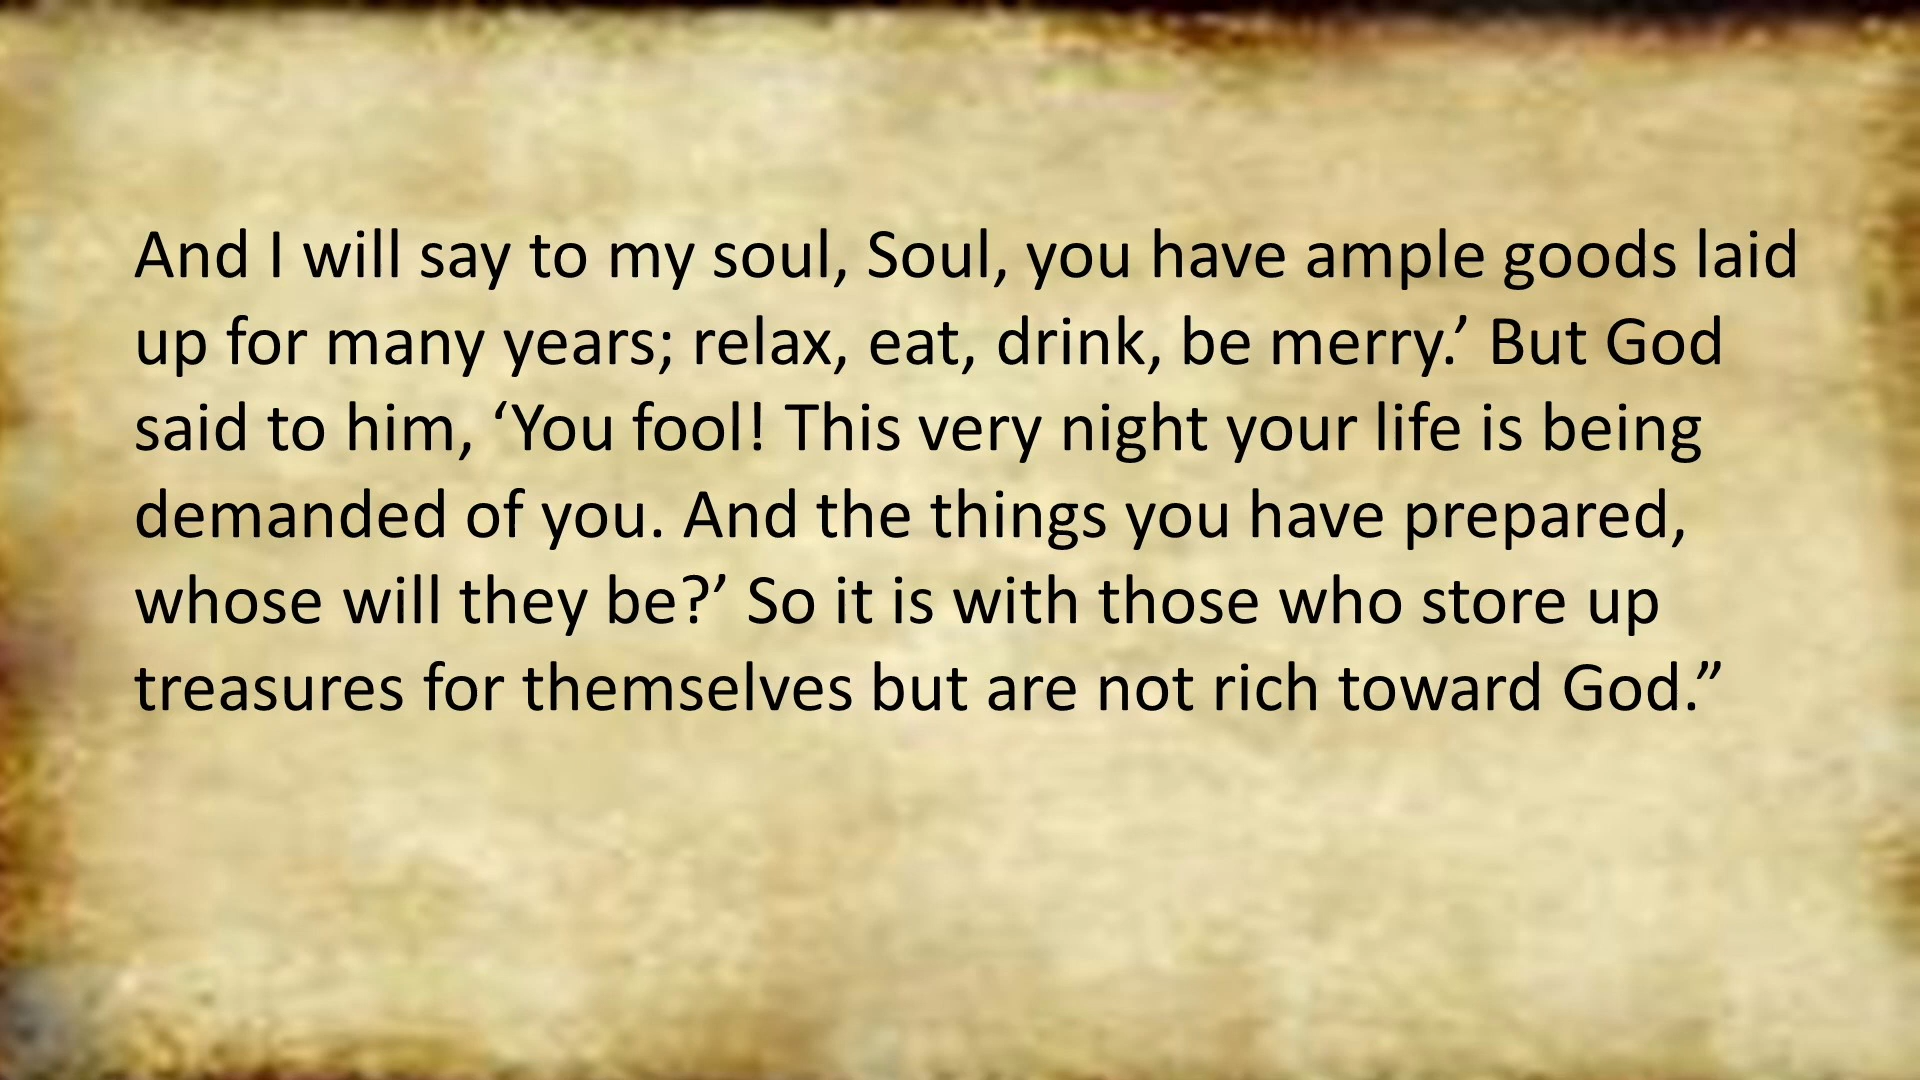 And I will say to my soul, Soul, you have ample goods laid
up for many years; relax, eat, drink, be merry.’ But God
said to him, ‘You fool! This very night your life is being
demanded of you. And the things you have prepared,
whose will they be?’ So it is with those who store up
treasures for themselves but are not rich toward God.”